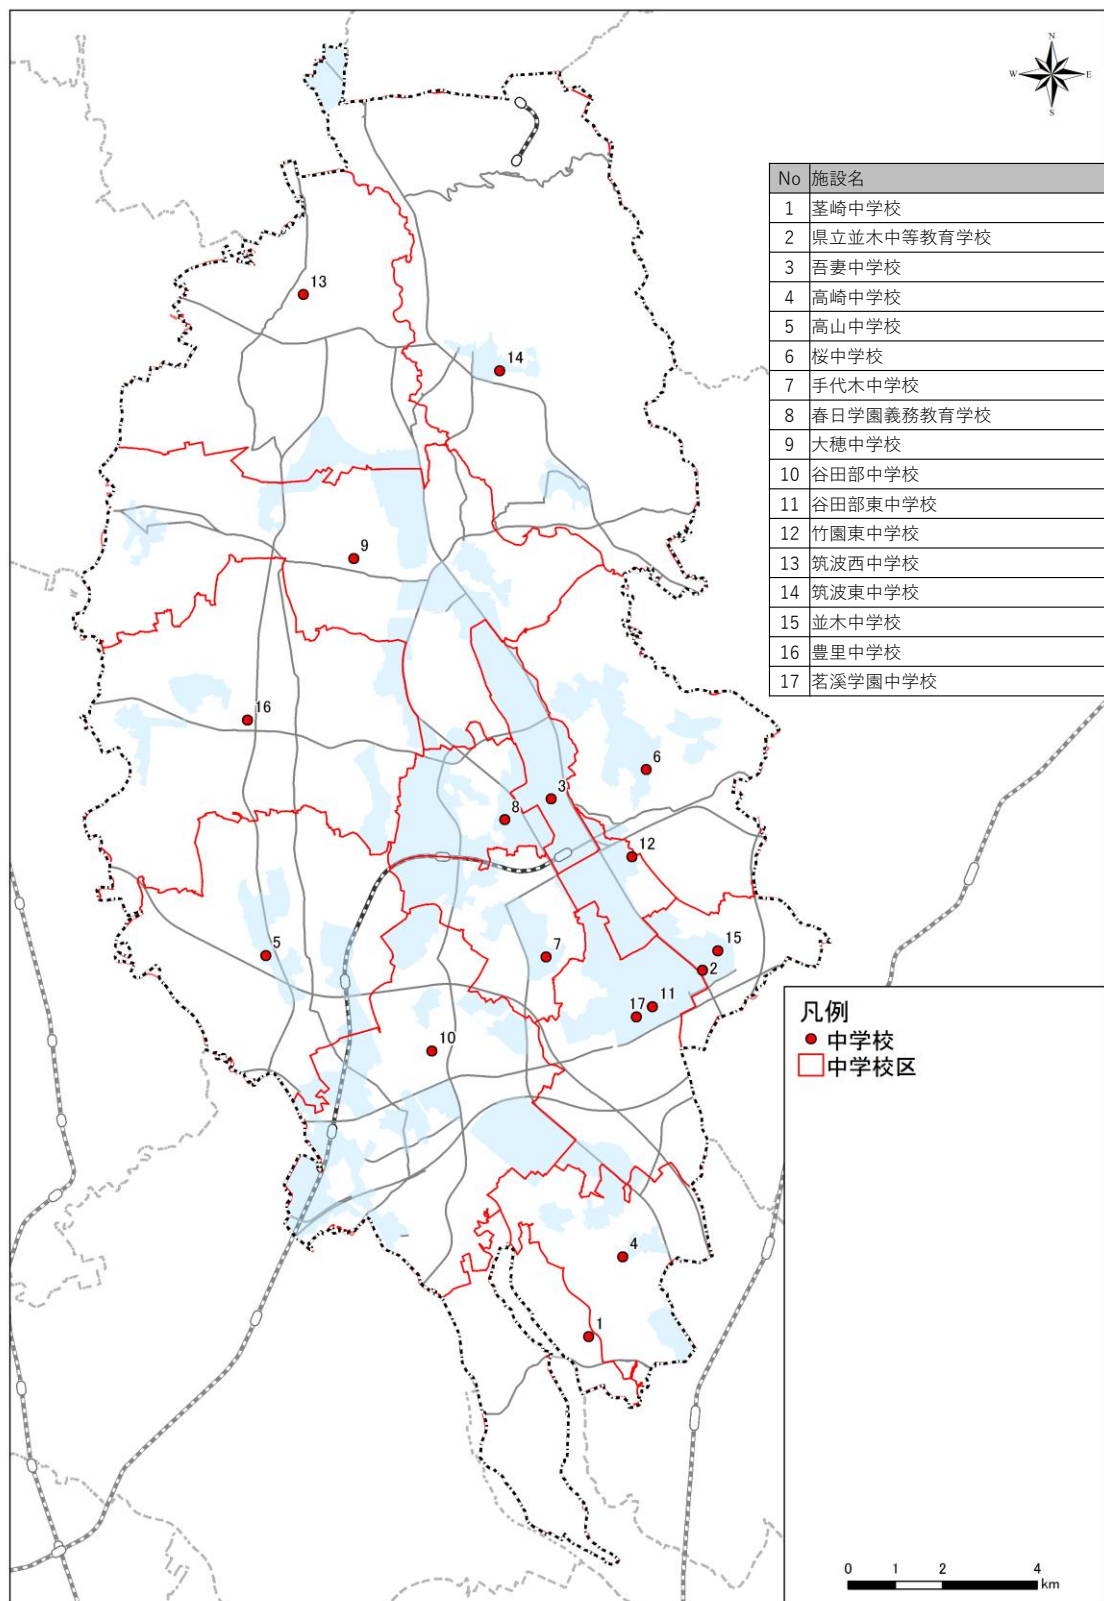 N
W E
S
No 施設名
1 茎崎中学校
2 県立並木中等教育学校
3 吾妻中学校
4 高崎中学校
5 高山中学校
6 桜中学校
7 手代木中学校
8 春日学園義務教育学校
9 大穂中学校
10 谷田部中学校
11 谷田部東中学校
12 竹園東中学校
13 筑波西中学校
14 筑波東中学校
15 並木中学校
16 豊里中学校
17 茗溪学園中学校
13
14
9
16
6
3
8
12
15
5
7
2
17
11
10
4
1
凡例
中学校
中学校区
0 1 2 4
km